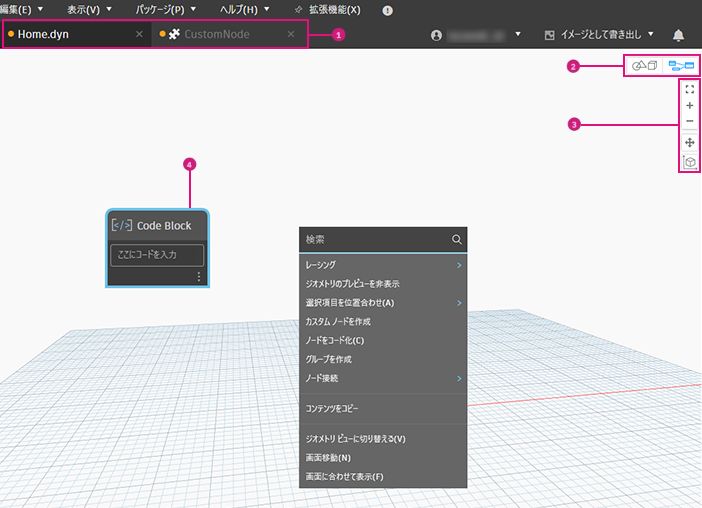 編集(E) ▼ 表示(V) ▼ パッケージ(P) ▼ ヘルプ(H) ▼ 拡張機能(X)
Home.dyn × CustomNode × 1 イメージとして書き出し ▼
2
3
4
Code Block
ここにコードを入力
検索
レーシング
ジオメトリのプレビューを非表示
選択項目を位置合わせ(A)
カスタム ノードを作成
ノードをコード化(C)
グループを作成
ノード接続
コンテンツをコピー
ジオメトリ ビューに切り替える(V)
画面移動(N)
画面に合わせて表示(F)